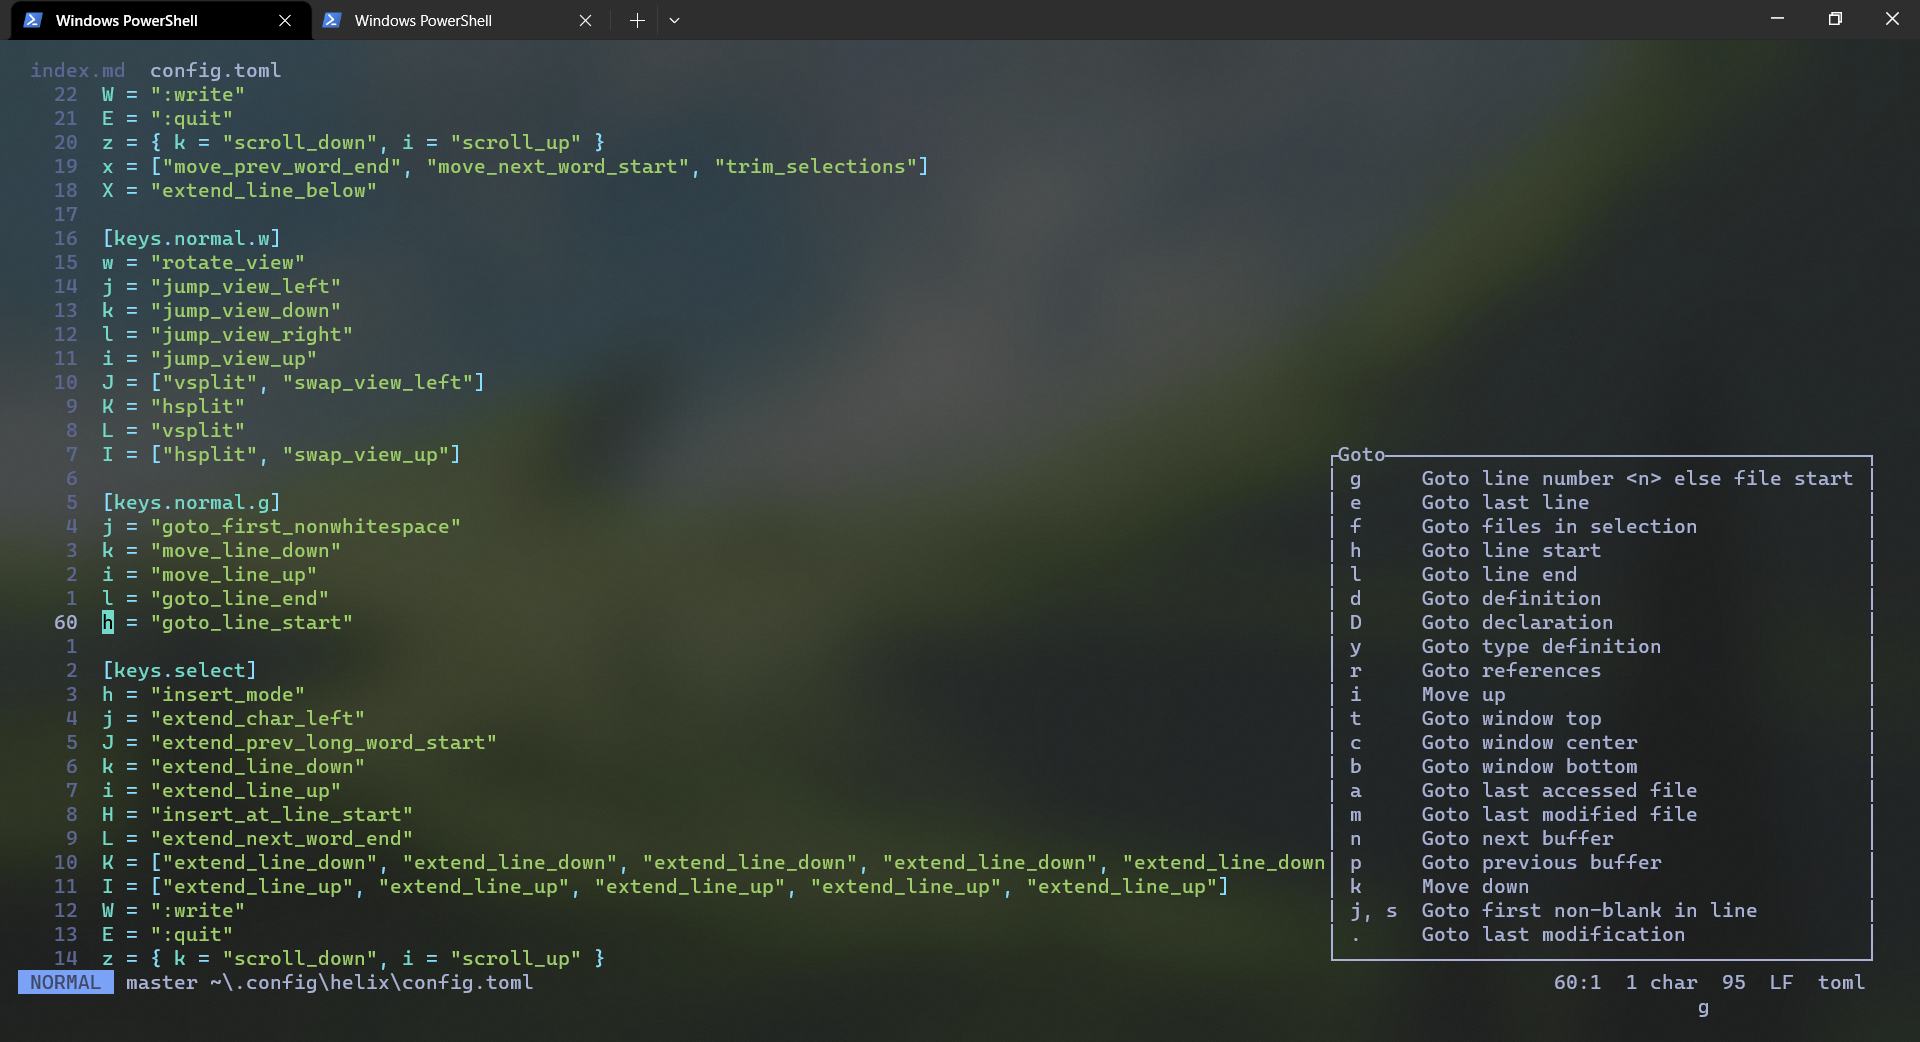 Windows PowerShell
Windows PowerShell
index.md  config.toml
22  W = ":write"
21  E = ":quit"
20  z = { k = "scroll_down", i = "scroll_up" }
19  x = ["move_prev_word_end", "move_next_word_start", "trim_selections"]
18  X = "extend_line_below"
17
16  [keys.normal.w]
15  w = "rotate_view"
14  j = "jump_view_left"
13  k = "jump_view_down"
12  l = "jump_view_right"
11  i = "jump_view_up"
10  J = ["vsplit", "swap_view_left"]
9  K = "hsplit"
8  L = "vsplit"
7  I = ["hsplit", "swap_view_up"]
6
5  [keys.normal.g]
4  j = "goto_first_nonwhitespace"
3  k = "move_line_down"
2  i = "move_line_up"
1  l = "goto_line_end"
60  h = "goto_line_start"
1
2  [keys.select]
3  h = "insert_mode"
4  j = "extend_char_left"
5  J = "extend_prev_long_word_start"
6  k = "extend_line_down"
7  i = "extend_line_up"
8  H = "insert_at_line_start"
9  L = "extend_next_word_end"
10  K = ["extend_line_down", "extend_line_down", "extend_line_down", "extend_line_down", "extend_line_down
11  I = ["extend_line_up", "extend_line_up", "extend_line_up", "extend_line_up", "extend_line_up"]
12  W = ":write"
13  E = ":quit"
14  z = { k = "scroll_down", i = "scroll_up" }
Goto
g  Goto line number <n> else file start
e  Goto last line
f  Goto files in selection
h  Goto line start
l  Goto line end
d  Goto definition
D  Goto declaration
y  Goto type definition
r  Goto references
i  Move up
t  Goto window top
c  Goto window center
b  Goto window bottom
a  Goto last accessed file
m  Goto last modified file
n  Goto next buffer
p  Goto previous buffer
k  Move down
j, s  Goto first non-blank in line
.  Goto last modification
NORMAL  master ~\.config\helix\config.toml  60:1  1 char  95  LF  toml
g